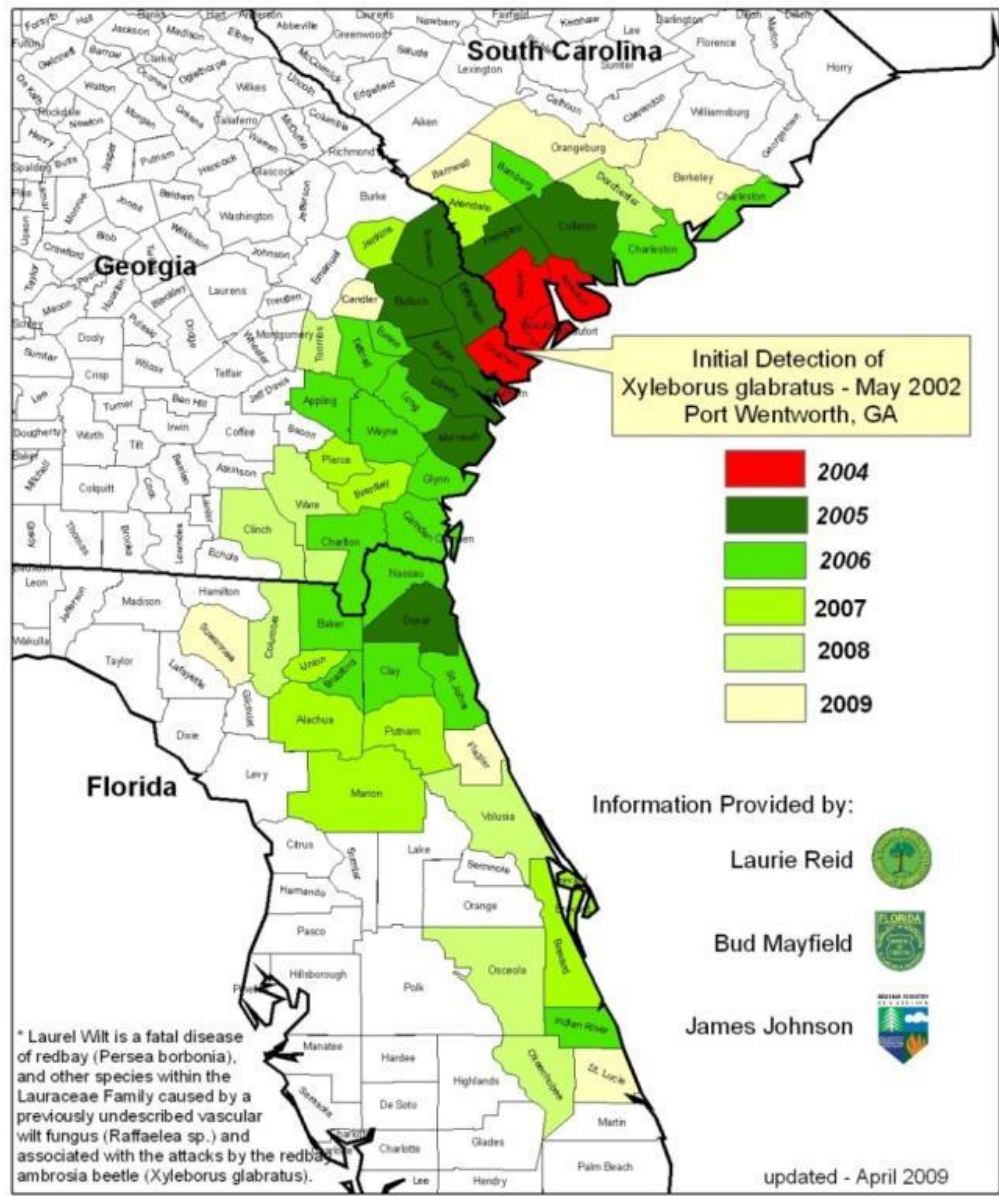 Forsyth
Hall
Banks
Hart
Anderson
Abbeville
Laurens
Greenwood
Newberry
Fairfield
Kershaw
Lee
Darlington
Dillon
Marion
Jackson
Madison
Elbert
McCormick
Saluda
South Carolina
Sumter
Florence
Horry
Gwinnett
Barrow
Clarke
Oconee
Oglethorpe
Wilkes
Lincoln
Edgefield
Lexington
Calhoun
Clarendon
Williamsburg
Georgetown
Walton
Morgan
Greene
Taliaferro
McDuffie
Columbia
Aiken
Rockdale
Newton
Henry
Jasper
Putnam
Hancock
Warren
Richmond
Orangeburg
Spalding
Butts
Glascock
Barnwell
Bamberg
Dorchester
Berkeley
Charleston
Lamar
Monroe
Jones
Baldwin
Washington
Jefferson
Burke
Allendale
Upson
Crawford
Bibb
Wilkinson
Johnson
Jenkins
Screven
Hampton
Colleton
Charleston
Georgia
Emanuel
Taylor
Macon
Houston
Laurens
Treutlen
Candler
Bulloch
Effingham
Schley
Dooly
Pulaski
Dodge
Wheeler
Montgomery
Toombs
Tattnall
Evans
Bryan
Initial Detection of
Xyleborus glabratus - May 2002
Port Wentworth, GA
Sumter
Crisp
Wilcox
Telfair
Jeff Davis
Appling
Long
Liberty
Lee
Turner
Ben Hill
Coffee
Bacon
Wayne
McIntosh
Dougherty
Worth
Tift
Irwin
Pierce
Glynn
Baker
Mitchell
Colquitt
Cook
Berrien
Atkinson
Ware
Brantley
Lanier
Clinch
Charlton
Camden
Grady
Thomas
Brooks
Lowndes
Echols
Nassau
2004
2005
2006
2007
2008
2009
Leon
Jefferson
Madison
Hamilton
Baker
Duval
Wakulla
Taylor
Suwannee
Columbia
Union
Bradford
Clay
St. Johns
Lafayette
Gilchrist
Alachua
Putnam
Dixie
Flagler
Florida
Levy
Marion
Volusia
Information Provided by:
Laurie Reid
Bud Mayfield
James Johnson
Citrus
Sumter
Lake
Seminole
Hernando
Orange
Pasco
Brevard
Hillsborough
Polk
Osceola
Indian River
Manatee
Hardee
Highlands
Okeechobee
St. Lucie
Sarasota
De Soto
Martin
Charlotte
Glades
Lee
Hendry
Palm Beach
* Laurel Wilt is a fatal disease
of redbay (Persea borbonia),
and other species within the
Lauraceae Family caused by a
previously undescribed vascular
wilt fungus (Raffaelea sp.) and
associated with the attacks by the redbay
ambrosia beetle (Xyleborus glabratus).
updated - April 2009